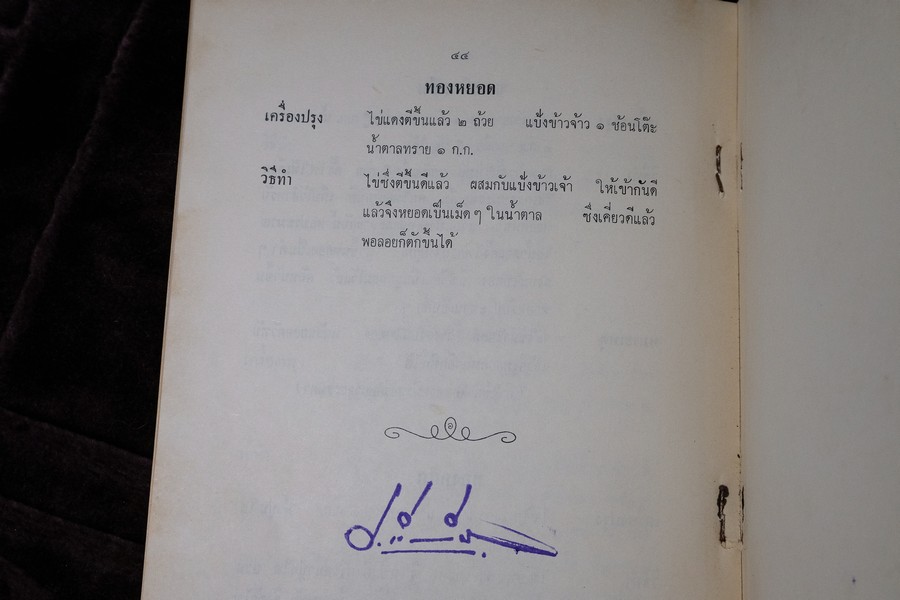 ๔๔
ทองหยอด
เครื่องปรุง ไข่แดงตีขึ้นแล้ว ๒ ถ้วย แป้งข้าวจ้าว ๑ ช้อนโต๊ะ
น้ำตาลทราย ๑ ก.ก.
วิธีทำ ไข่ซึ่งตีขึ้นดีแล้ว ผสมกับแป้งข้าวเจ้า ให้เข้ากันดี
แล้วจึงหยอดเป็นเม็ดๆ ในน้ำตาล ซึ่งเคี่ยวดีแล้ว
พอลอยก็ตักขึ้นได้